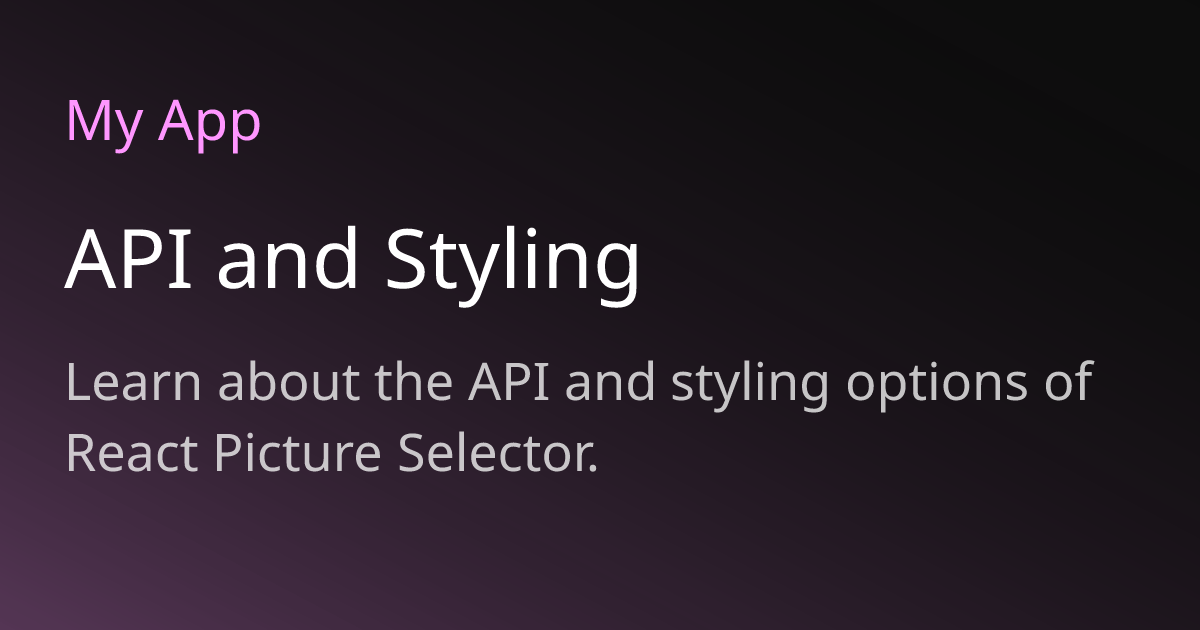 My App
API and Styling
Learn about the API and styling options of
React Picture Selector.